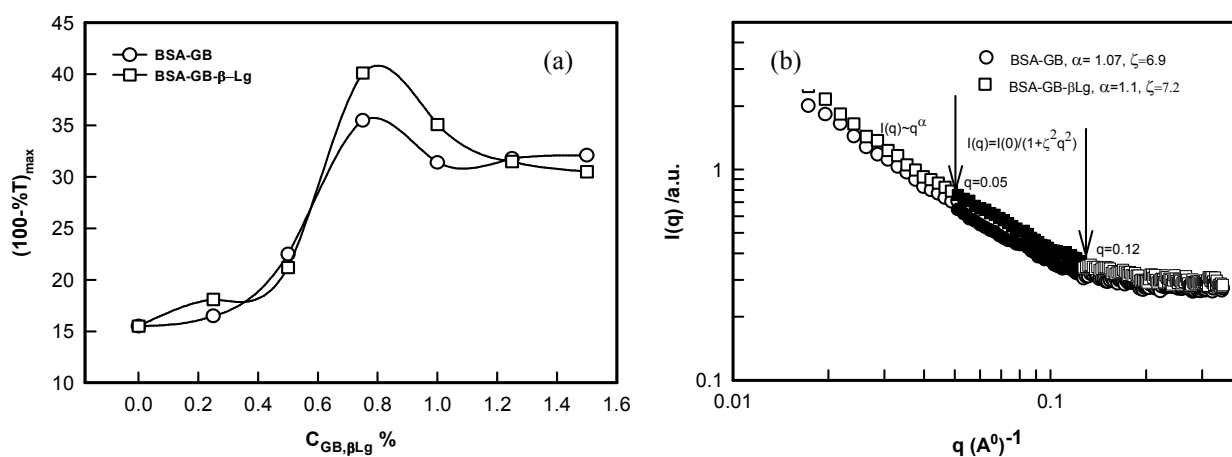 45
40
35
30
25
20
15
10
(100-%T)max
BSA-GB
BSA-GB-β–Lg
(a)
0.0 0.2 0.4 0.6 0.8 1.0 1.2 1.4 1.6
C GB,βLg %
(b)
BSA-GB, α= 1.07, ζ=6.9
BSA-GB-βLg, α=1.1, ζ=7.2
I(q)~q^α
I(q)=I(0)/(1+ζ²q²)
q=0.05
q=0.12
1
0.1
I(q) /a.u.
0.01 0.1
q (A⁰)⁻¹